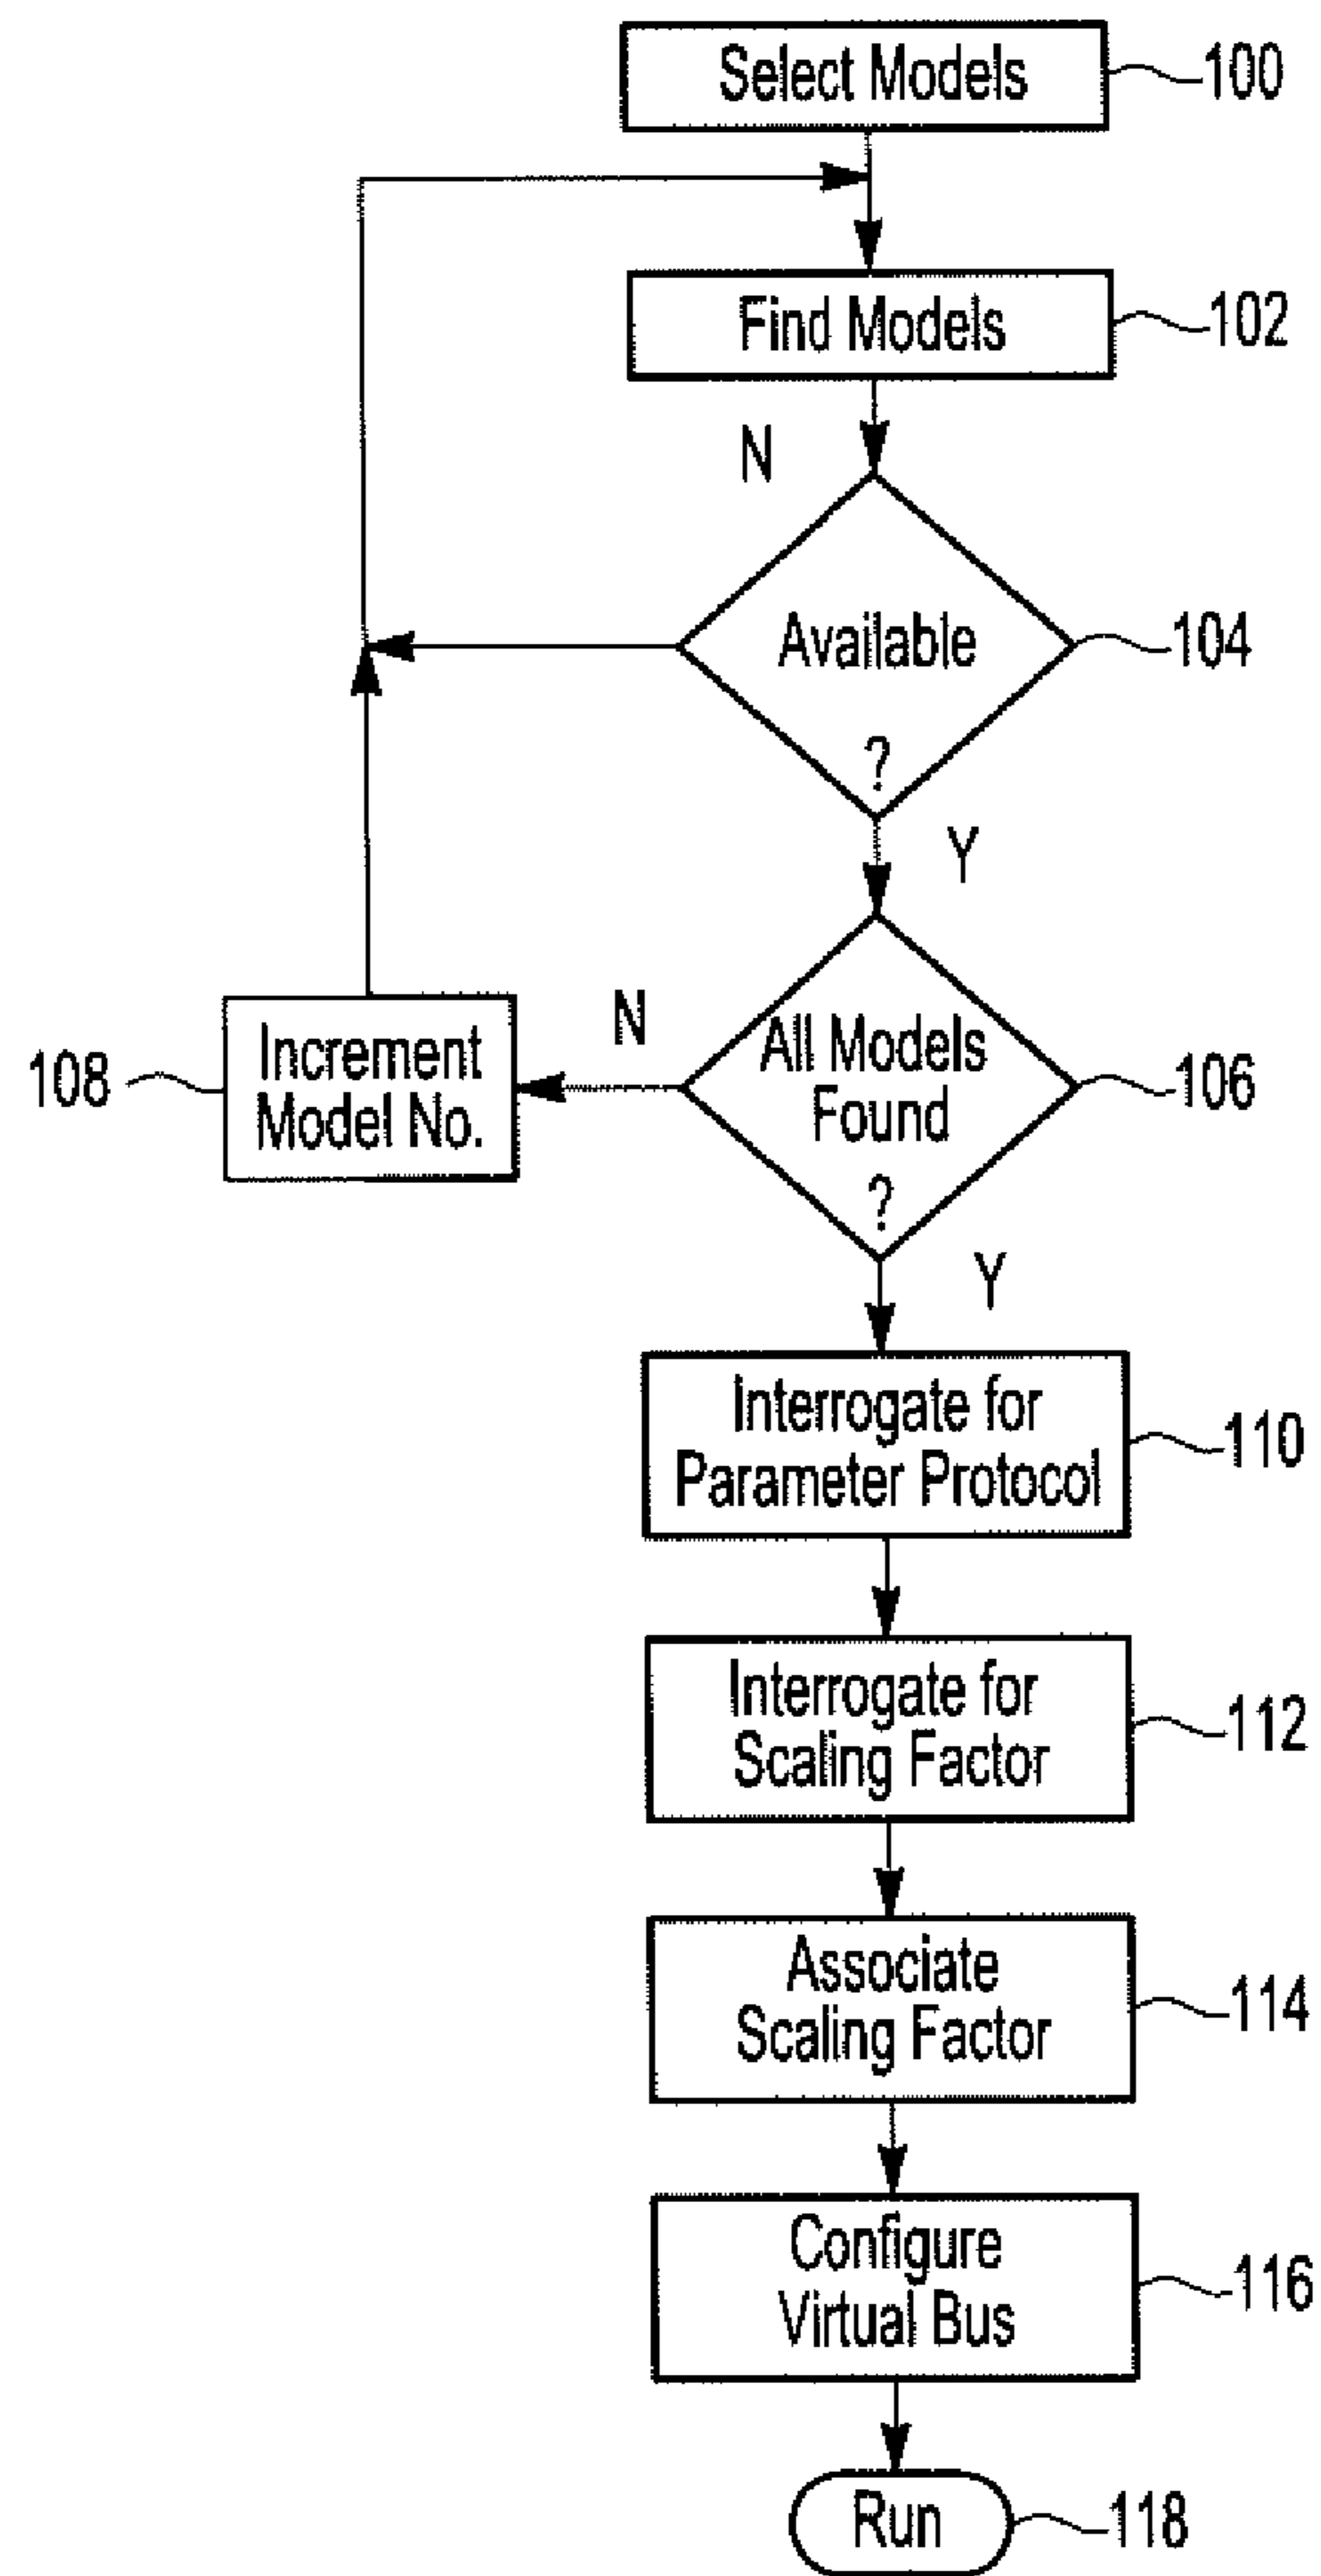 Select Models
100
Find Models
102
N
Available
?
104
Y
All Models
Found
?
106
N
Increment
Model No.
108
Y
Interrogate for
Parameter Protocol
110
Interrogate for
Scaling Factor
112
Associate
Scaling Factor
114
Configure
Virtual Bus
116
Run
118